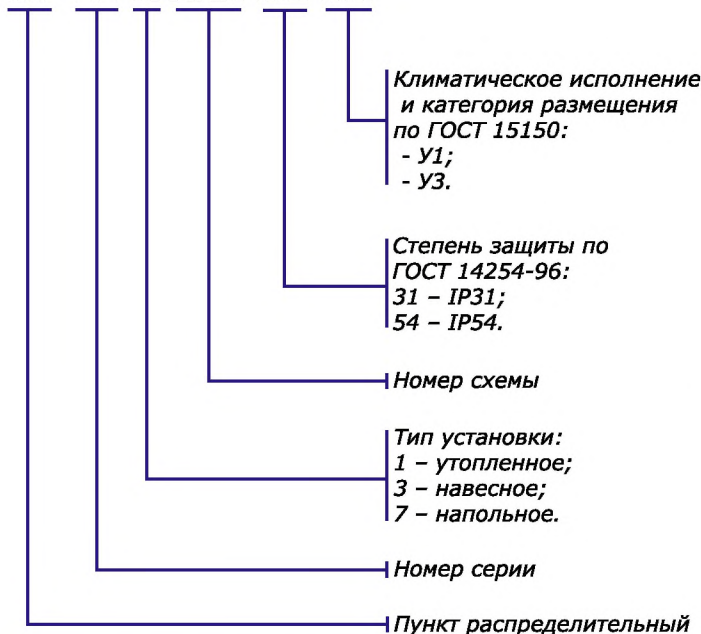 Климатическое исполнение
и категория размещения
по ГОСТ 15150:
- У1;
- У3.
Степень защиты по
ГОСТ 14254-96:
31 – IP31;
54 – IP54.
Номер схемы
Тип установки:
1 – утопленное;
3 – навесное;
7 – напольное.
Номер серии
Пункт распределительный